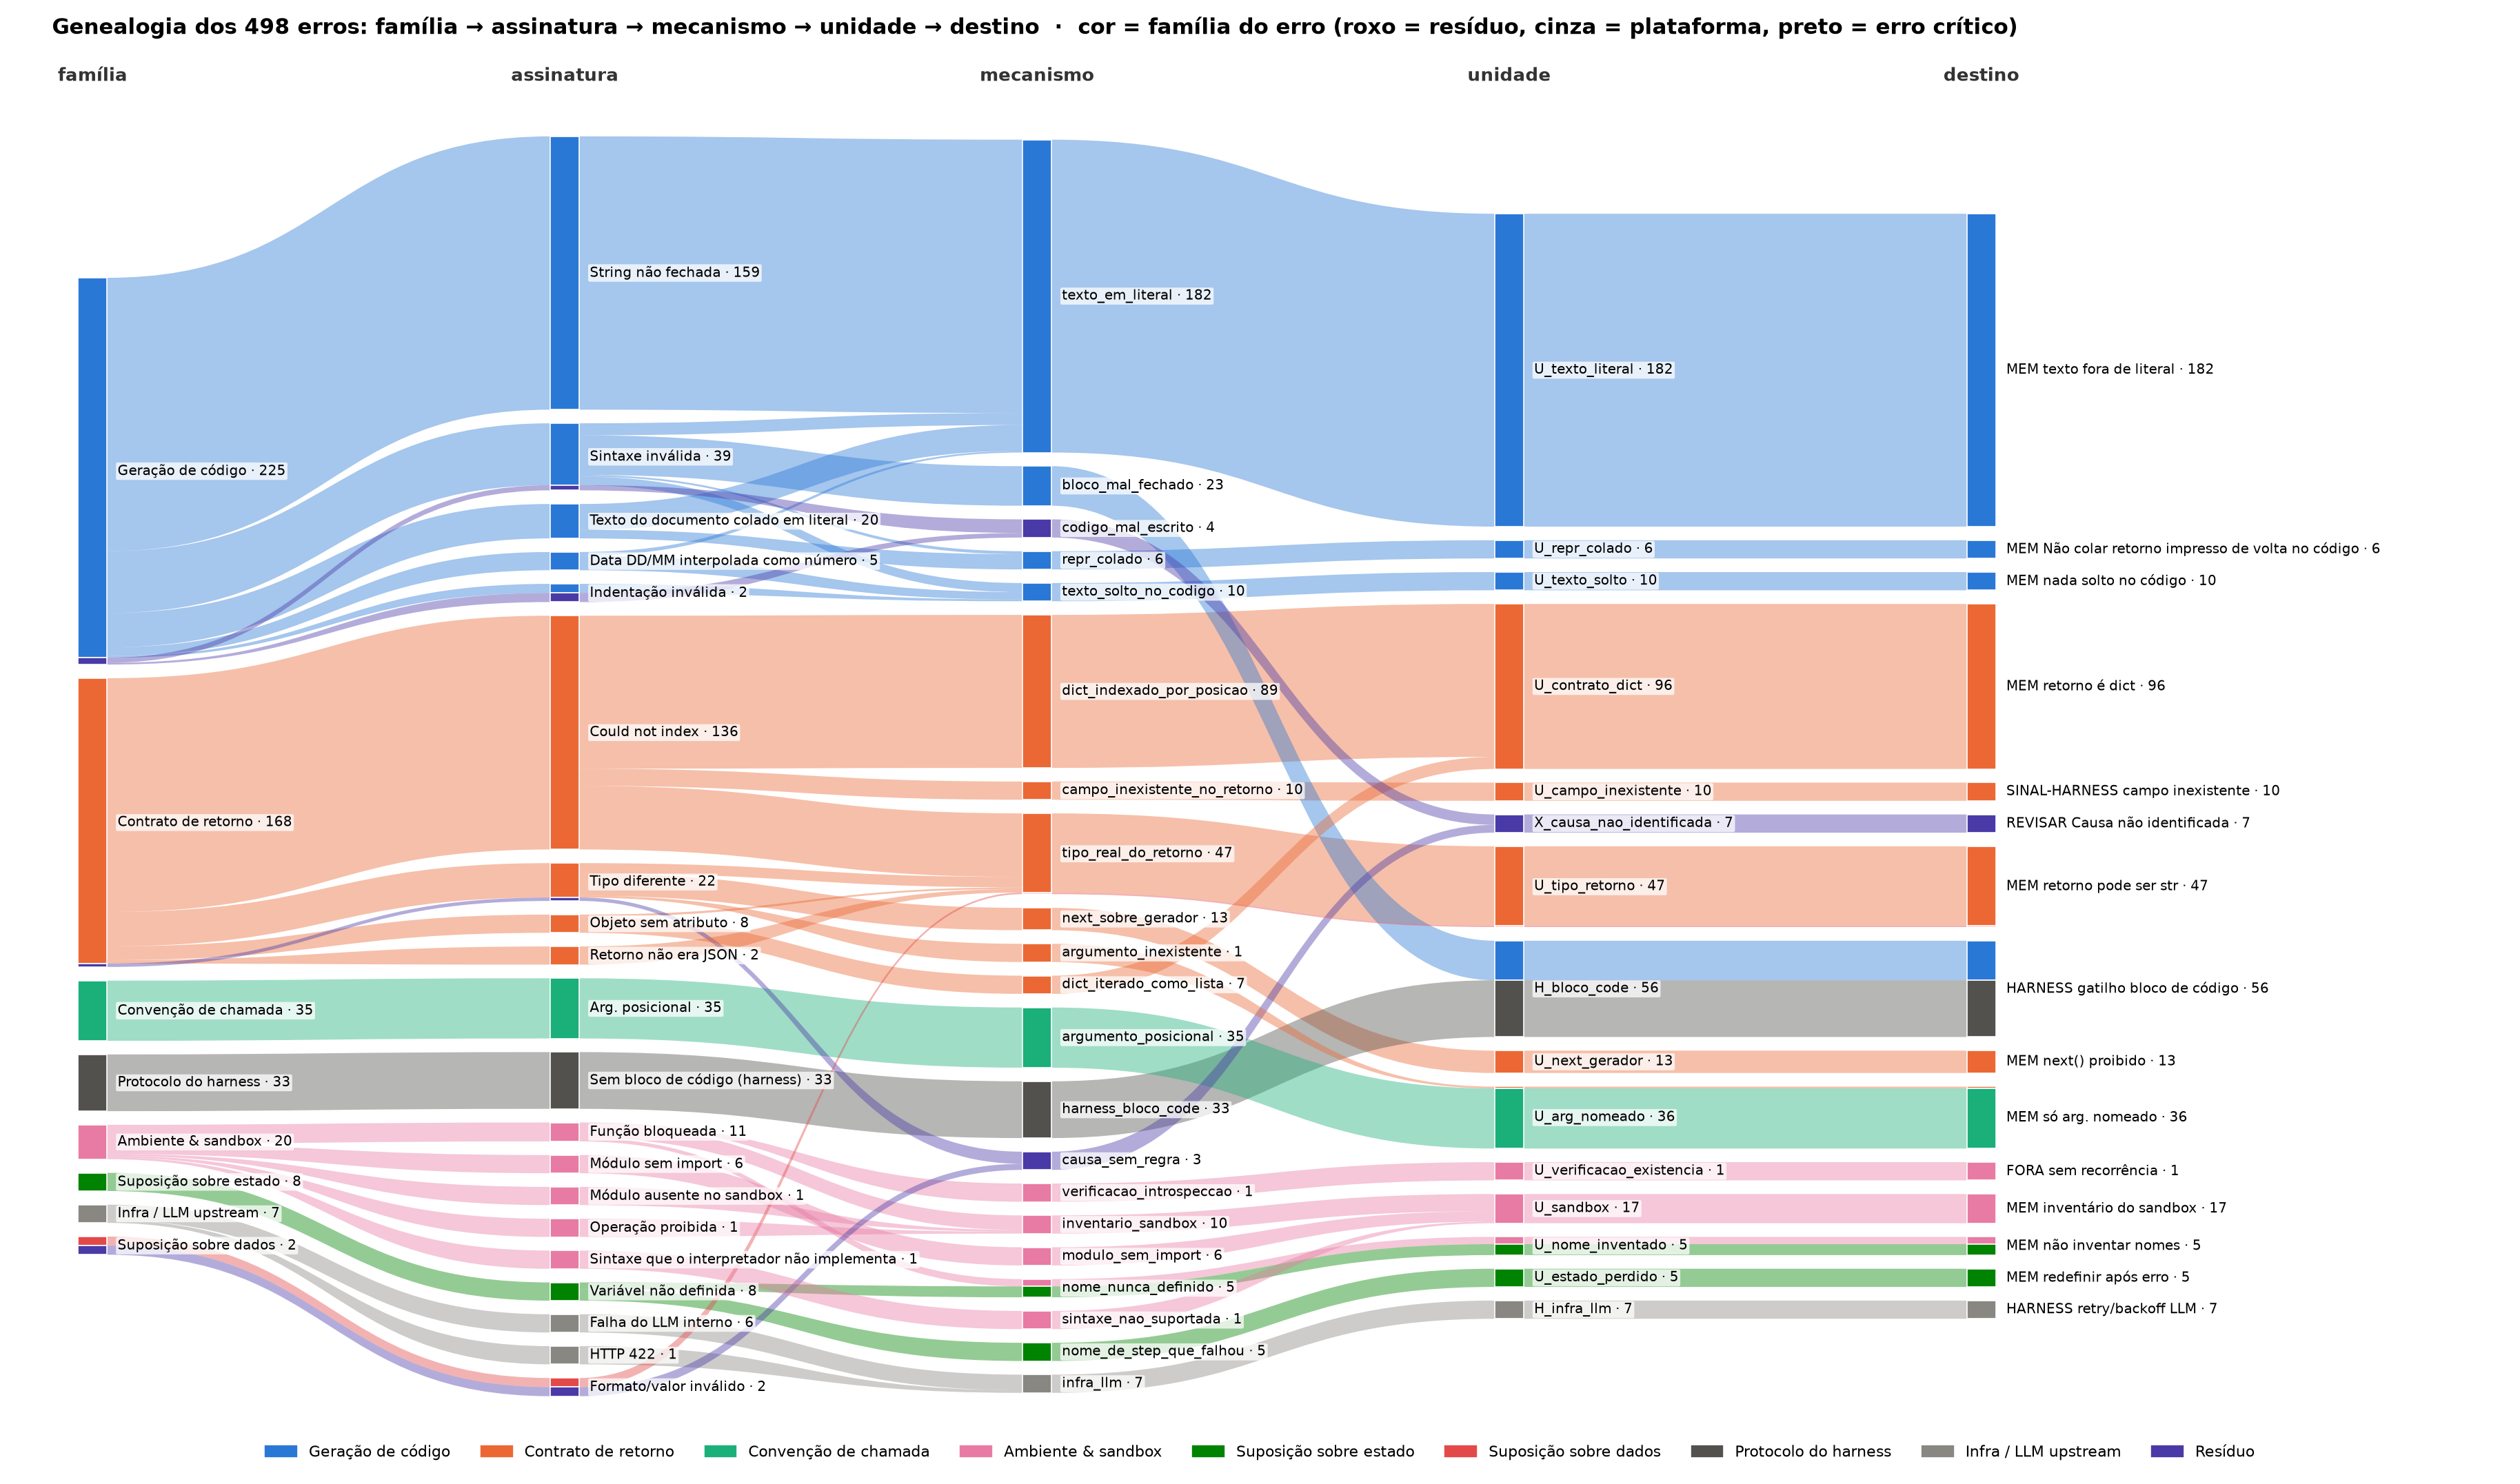 Genealogia dos 498 erros: família → assinatura → mecanismo → unidade → destino · cor = família do erro (roxo = resíduo, cinza = plataforma, preto = erro crítico)
família
assinatura
mecanismo
unidade
destino
Geração de código · 225
Contrato de retorno · 168
Convenção de chamada · 35
Protocolo do harness · 33
Ambiente & sandbox · 20
Suposição sobre estado · 8
Infra / LLM upstream · 7
Suposição sobre dados · 2
String não fechada · 159
Sintaxe inválida · 39
Texto do documento colado em literal · 20
Data DD/MM interpolada como número · 5
Indentação inválida · 2
Could not index · 136
Tipo diferente · 22
Objeto sem atributo · 8
Retorno não era JSON · 2
Arg. posicional · 35
Sem bloco de código (harness) · 33
Função bloqueada · 11
Módulo sem import · 6
Módulo ausente no sandbox · 1
Operação proibida · 1
Sintaxe que o interpretador não implementa · 1
Variável não definida · 8
Falha do LLM interno · 6
HTTP 422 · 1
Formato/valor inválido · 2
texto_em_literal · 182
bloco_mal_fechado · 23
codigo_mal_escrito · 4
repr_colado · 6
texto_solto_no_codigo · 10
dict_indexado_por_posicao · 89
campo_inexistente_no_retorno · 10
tipo_real_do_retorno · 47
next_sobre_gerador · 13
argumento_inexistente · 1
dict_iterado_como_lista · 7
argumento_posicional · 35
harness_bloco_code · 33
causa_sem_regra · 3
verificacao_introspeccao · 1
inventario_sandbox · 10
modulo_sem_import · 6
nome_nunca_definido · 5
sintaxe_nao_suportada · 1
nome_de_step_que_falhou · 5
infra_llm · 7
U_texto_literal · 182
U_repr_colado · 6
U_texto_solto · 10
U_contrato_dict · 96
U_campo_inexistente · 10
X_causa_nao_identificada · 7
U_tipo_retorno · 47
H_bloco_code · 56
U_next_gerador · 13
U_arg_nomeado · 36
U_verificacao_existencia · 1
U_sandbox · 17
U_nome_inventado · 5
U_estado_perdido · 5
H_infra_llm · 7
MEM texto fora de literal · 182
MEM Não colar retorno impresso de volta no código · 6
MEM nada solto no código · 10
MEM retorno é dict · 96
SINAL-HARNESS campo inexistente · 10
REVISAR Causa não identificada · 7
MEM retorno pode ser str · 47
HARNESS gatilho bloco de código · 56
MEM next() proibido · 13
MEM só arg. nomeado · 36
FORA sem recorrência · 1
MEM inventário do sandbox · 17
MEM não inventar nomes · 5
MEM redefinir após erro · 5
HARNESS retry/backoff LLM · 7
Geração de código
Contrato de retorno
Convenção de chamada
Ambiente & sandbox
Suposição sobre estado
Suposição sobre dados
Protocolo do harness
Infra / LLM upstream
Resíduo